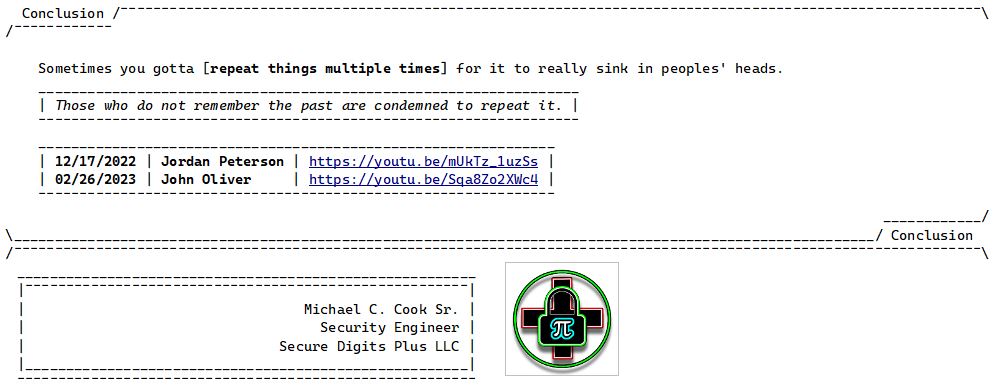 Conclusion
Sometimes you gotta [repeat things multiple times] for it to really sink in peoples' heads.
| Those who do not remember the past are condemned to repeat it. |
| 12/17/2022 | Jordan Peterson | https://youtu.be/mUkTz_1uzSs |
| 02/26/2023 | John Oliver | https://youtu.be/Sqa8Zo2XWc4 |
Conclusion
Michael C. Cook Sr. |
Security Engineer |
Secure Digits Plus LLC |
π